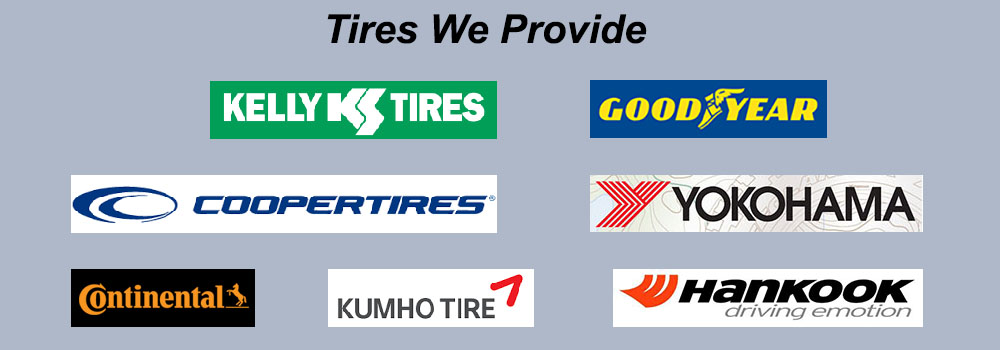 Tires We Provide
KELLY TIRES
GOODYEAR
COOPERTIRES®
YOKOHAMA
Continental
KUMHO TIRE
HANKOOK
driving emotion